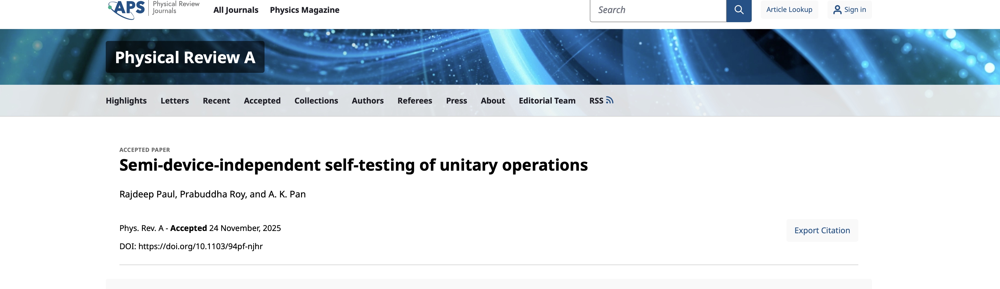 APS
Physical Review
Journals
All Journals
Physics Magazine
Search
Article Lookup
Sign in
Physical Review A
Highlights
Letters
Recent
Accepted
Collections
Authors
Referees
Press
About
Editorial Team
RSS
ACCEPTED PAPER
Semi-device-independent self-testing of unitary operations
Rajdeep Paul, Prabuddha Roy, and A. K. Pan
Phys. Rev. A - Accepted 24 November, 2025
Export Citation
DOI: https://doi.org/10.1103/94pf-njhr